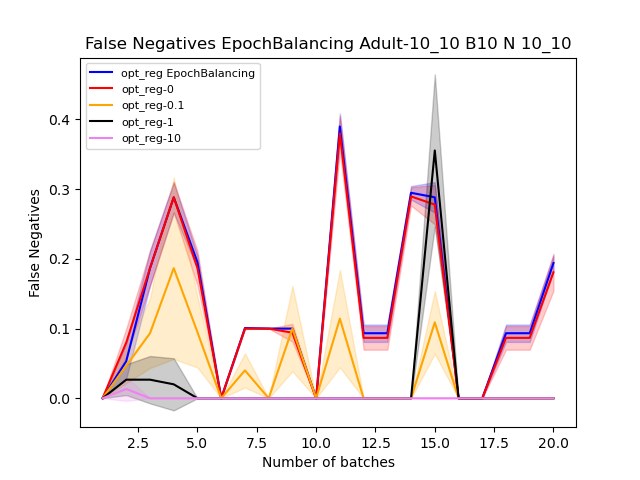 False Negatives EpochBalancing Adult-10_10 B10 N 10_10
opt_reg EpochBalancing
opt_reg-0
opt_reg-0.1
opt_reg-1
opt_reg-10
False Negatives
0.4
0.3
0.2
0.1
0.0
2.5 5.0 7.5 10.0 12.5 15.0 17.5 20.0
Number of batches